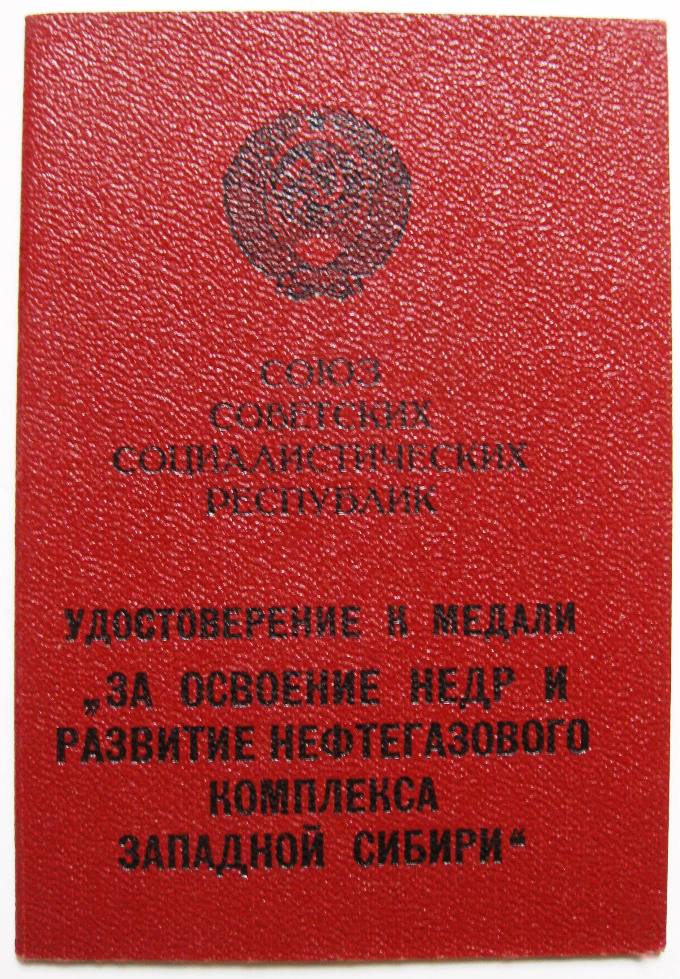 СОЮЗ
СОВЕТСКИХ
СОЦИАЛИСТИЧЕСКИХ
РЕСПУБЛИК
УДОСТОВЕРЕНИЕ К МЕДАЛИ
„ЗА ОСВОЕНИЕ НЕДР И
РАЗВИТИЕ НЕФТЕГАЗОВОГО
КОМПЛЕКСА
ЗАПАДНОЙ СИБИРИ“